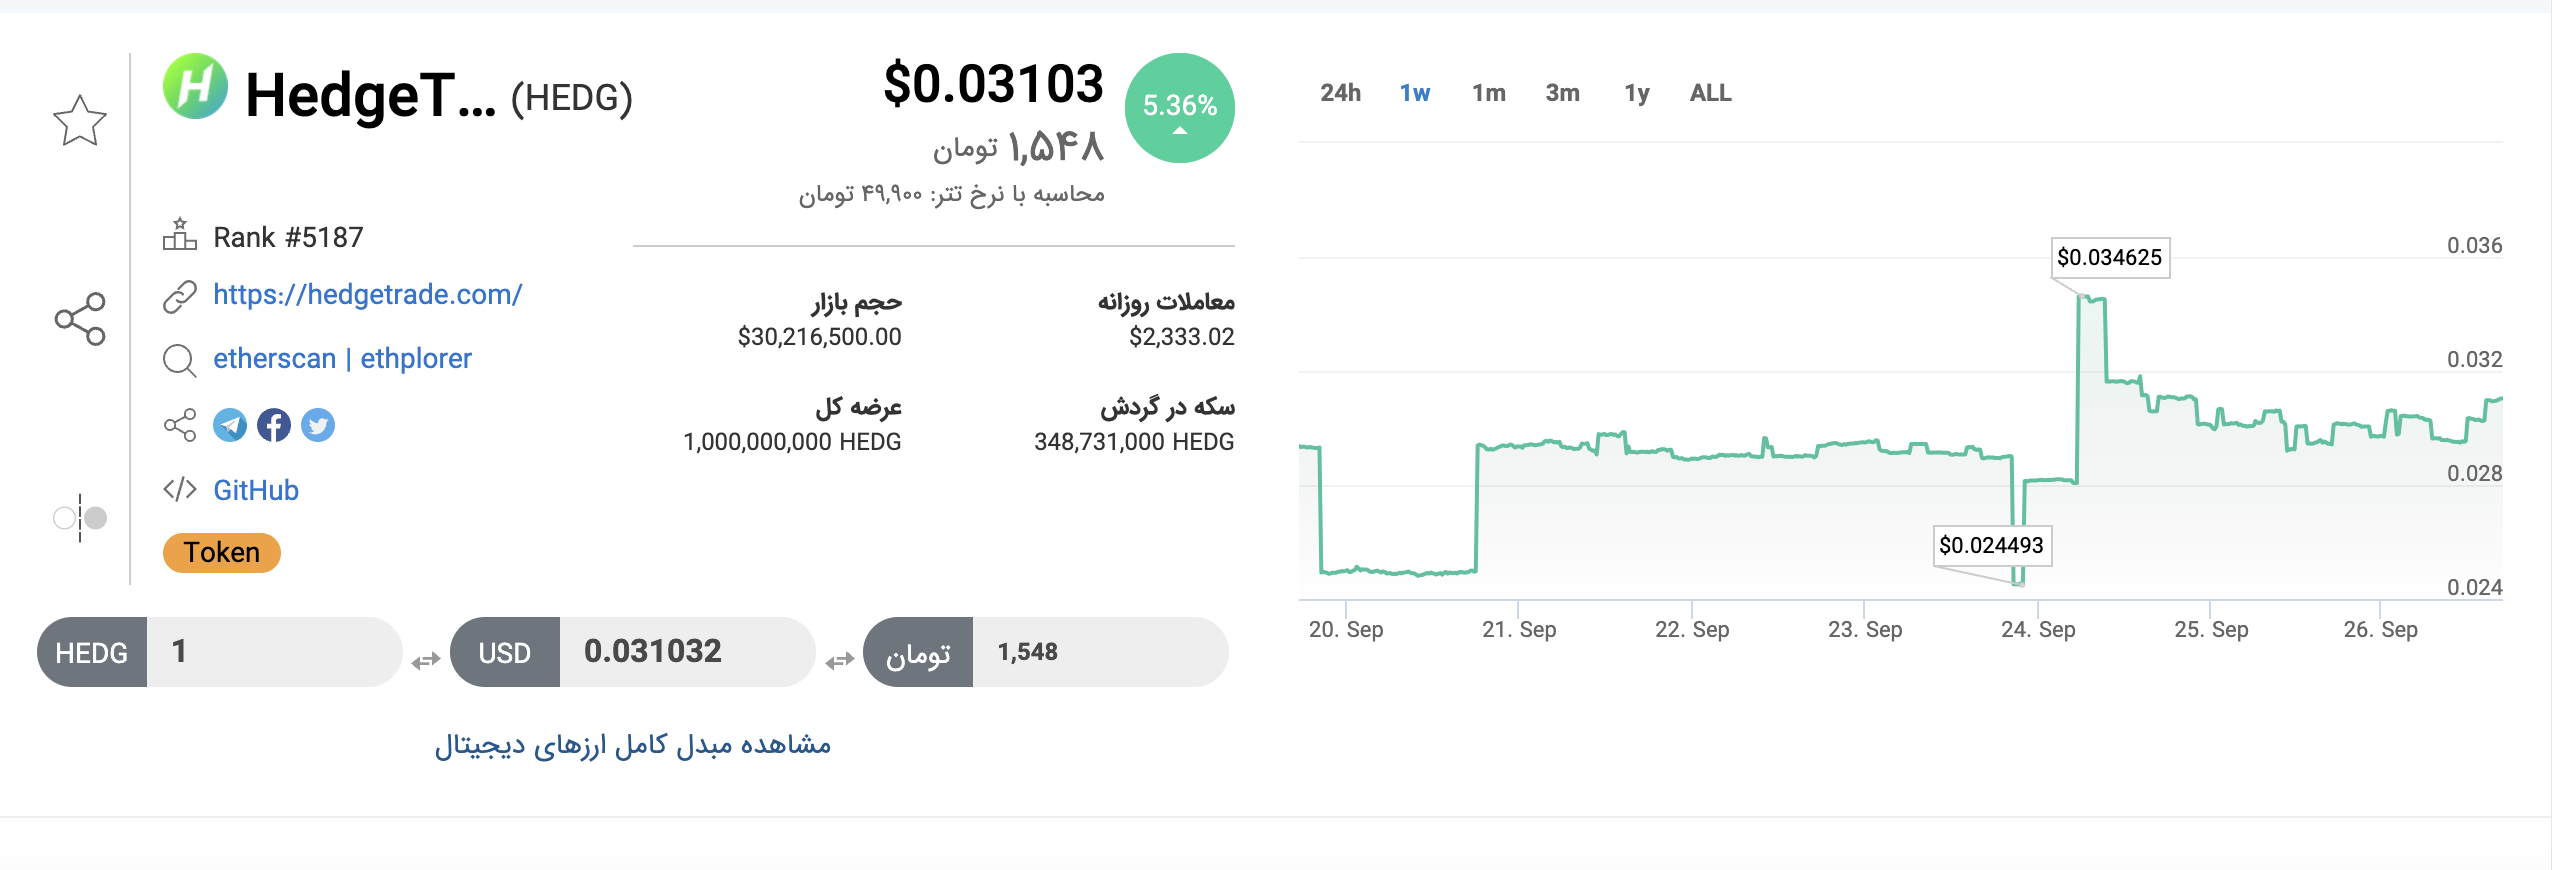 HedgeT... (HEDG)
$0.03103
5.36%
۱,۵۴۸ تومان
محاسبه با نرخ تتر: ۴۹,۹۰۰ تومان
Rank #5187
https://hedgetrade.com/
etherscan | ethplorer
GitHub
Token
معاملات روزانه
$2,333.02
حجم بازار
$30,216,500.00
سکه در گردش
348,731,000 HEDG
عرضه کل
1,000,000,000 HEDG
HEDG 1 USD 0.031032 تومان 1,548
مشاهده مبدل کامل ارزهای دیجیتال
24h 1w 1m 3m 1y ALL
0.036
$0.034625
0.032
0.028
$0.024493
0.024
20. Sep 21. Sep 22. Sep 23. Sep 24. Sep 25. Sep 26. Sep